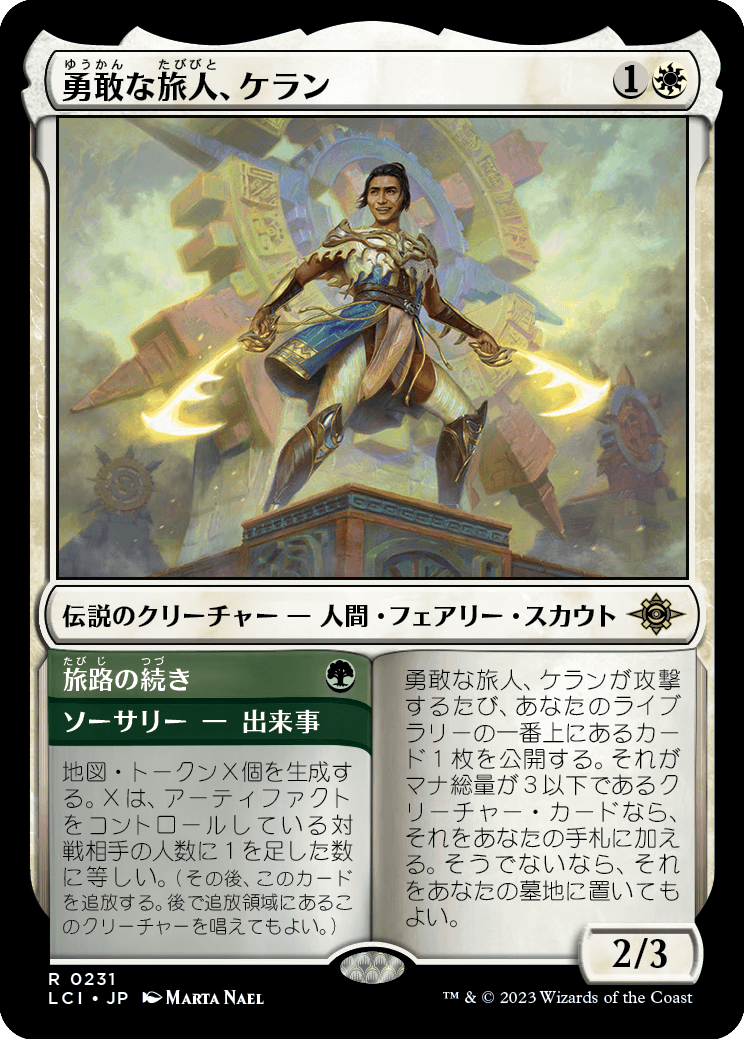 ゆうかん たびびと
勇敢な旅人、ケラン
1
伝説のクリーチャー — 人間・フェアリー・スカウト
たびじ つづ
旅路の続き
ソーサリー — 出来事
地図・トークンX個を生成す
る。Xは、アーティファクト
をコントロールしている対
戦相手の人数に1を足した数
に等しい。(その後、このカード
を追放する。後で追放領域にあるこ
のクリーチャーを唱えてもよい。)
勇敢な旅人、ケランが攻撃
するたび、あなたのライブ
ラリーの一番上にあるカー
ド1枚を公開する。それが
マナ総量が3以下であるク
リーチャー・カードなら、
それをあなたの手札に加え
る。そうでないなら、それ
をあなたの墓地に置いても
よい。
2/3
R 0231
LCI • JP Marta Nael
™ & © 2023 Wizards of the Coast